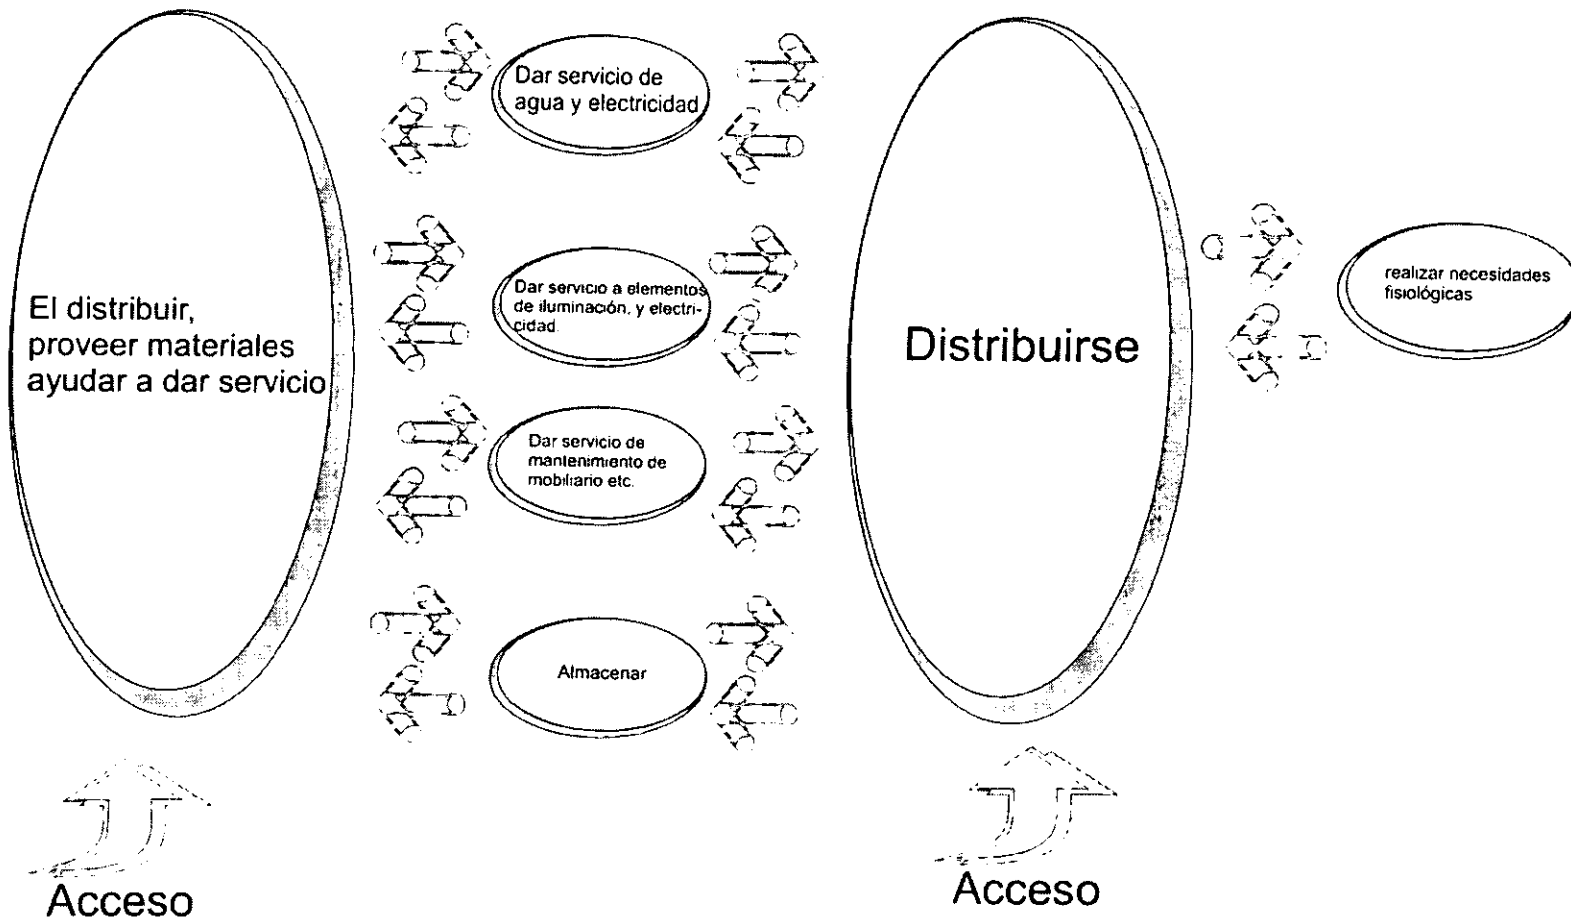 Dar servicio de
agua y electricidad
El distribuir,
proveer materiales
ayudar a dar servicio
Dar servicio a elementos
de iluminación, y electri-
cidad.
Dar servicio de
mantenimiento de
mobiliario etc.
Almacenar
Distribuirse
realizar necesidades
fisiológicas
Acceso
Acceso